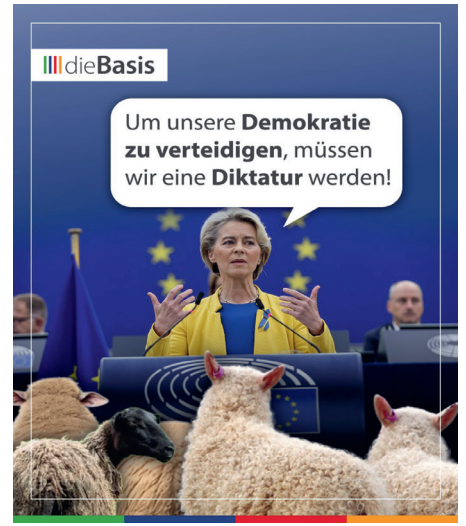 dieBasis
Um unsere Demokratie
zu verteidigen, müssen
wir eine Diktatur werden!